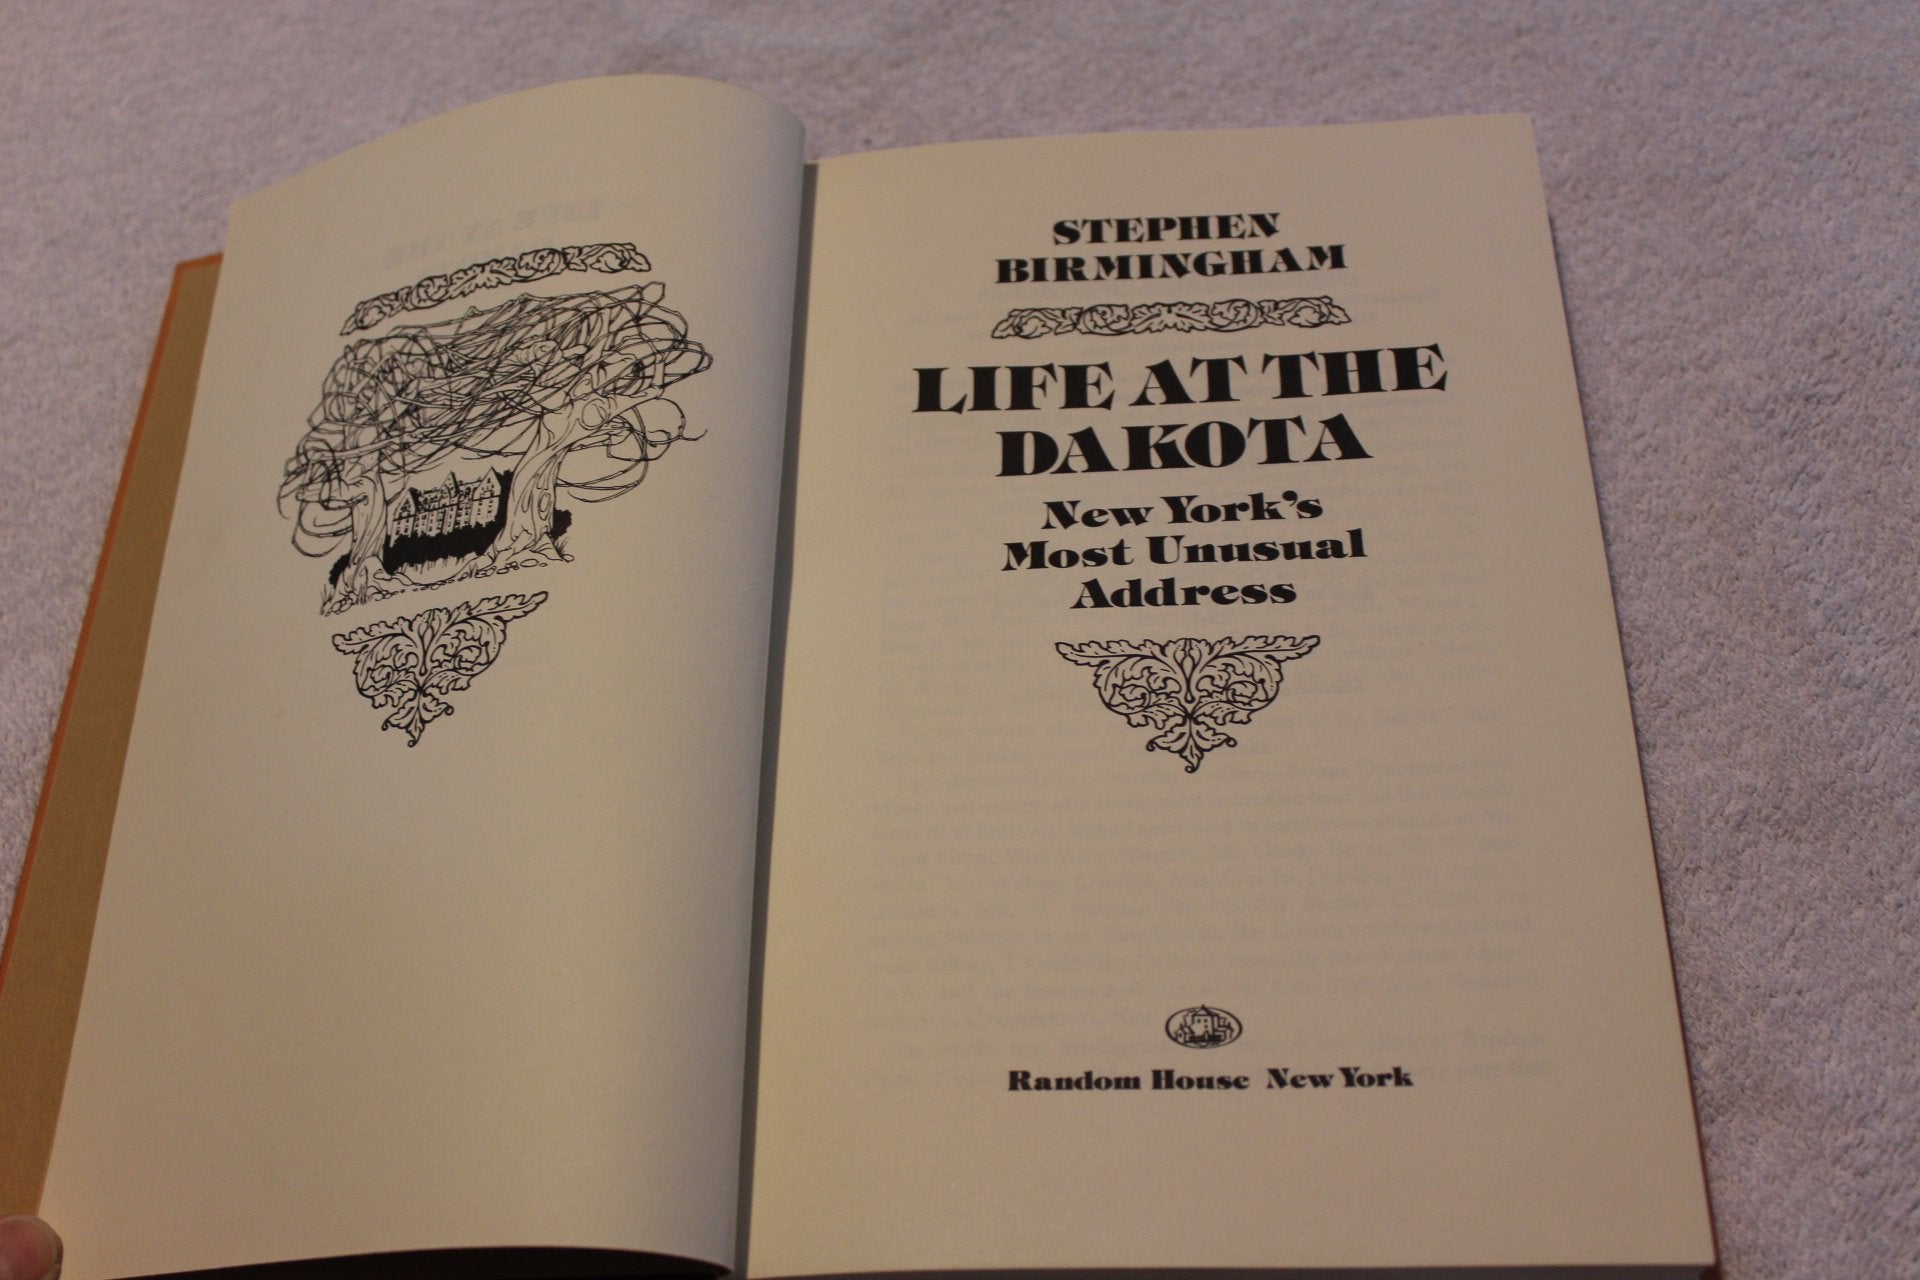 STEPHEN
BIRMINGHAM
LIFE AT THE
DAKOTA
New York's
Most Unusual
Address
Random House New York